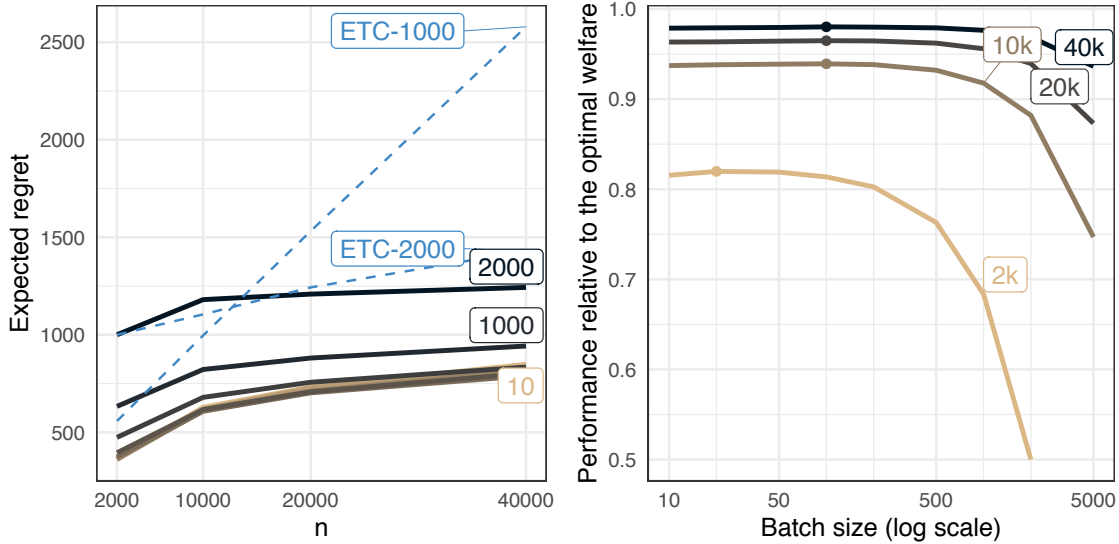 Expected regret
2500
2000
1500
1000
500
2000
10000
20000
40000
n
ETC-1000
ETC-2000
2000
1000
10
Performance relative to the optimal welfare
1.0
0.9
0.8
0.7
0.6
0.5
10
50
500
5000
Batch size (log scale)
10k
40k
20k
2k